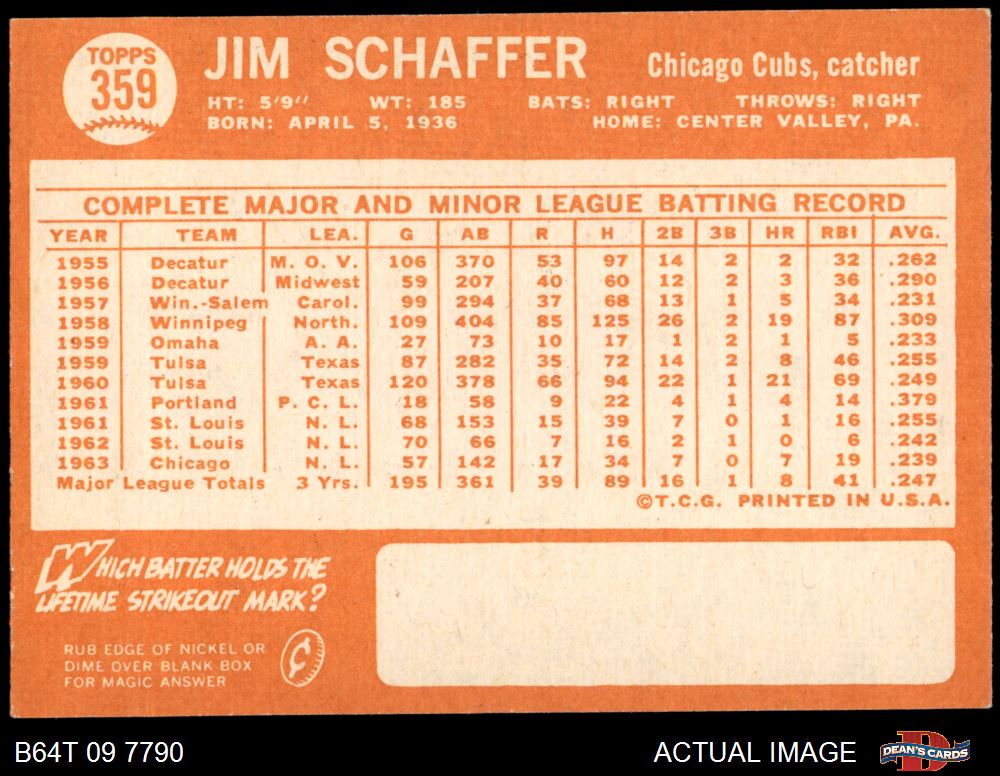 TOPPS
359
JIM SCHAFFER
Chicago Cubs, catcher
HT: 5'9" WT: 185 BATS: RIGHT THROWS: RIGHT
BORN: APRIL 5, 1936 HOME: CENTER VALLEY, PA.
COMPLETE MAJOR AND MINOR LEAGUE BATTING RECORD
YEAR TEAM LEA. G AB R H 2B 3B HR RBI AVG.
1955 Decatur M. O. V. 106 370 53 97 14 2 2 32 .262
1956 Decatur Midwest 59 207 40 60 12 2 3 36 .290
1957 Win.-Salem Carol. 99 294 37 68 13 1 5 34 .231
1958 Winnipeg North. 109 404 85 125 26 2 19 87 .309
1959 Omaha A. A. 27 73 10 17 1 2 1 5 .233
1959 Tulsa Texas 87 282 35 72 14 2 8 46 .255
1960 Tulsa Texas 120 378 66 94 22 1 21 69 .249
1961 Portland P. C. L. 18 58 9 22 4 1 4 14 .379
1961 St. Louis N. L. 68 153 15 39 7 0 1 16 .255
1962 St. Louis N. L. 70 66 7 16 2 1 0 6 .242
1963 Chicago N. L. 57 142 17 34 7 0 7 19 .239
Major League Totals 3 Yrs. 195 361 39 89 16 1 8 41 .247
©T.C.G. PRINTED IN U.S.A.
WHICH BATTER HOLDS THE
LIFETIME STRIKEOUT MARK?
RUB EDGE OF NICKEL OR
DIME OVER BLANK BOX
FOR MAGIC ANSWER
¢
B64T 09 7790
ACTUAL IMAGE
D
DEAN'S CARDS